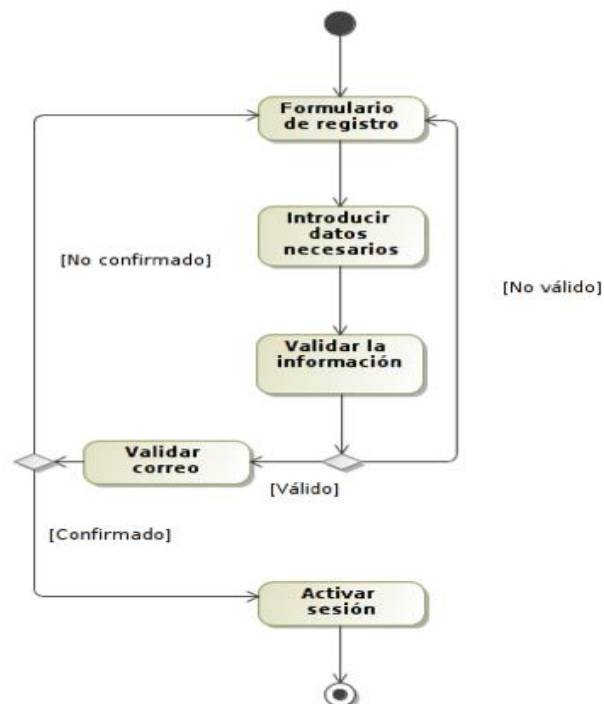 Formulario
de registro
Introducir
datos
necesarios
[No confirmado]
[No válido]
Validar la
información
Validar
correo
[Válido]
[Confirmado]
Activar
sesión